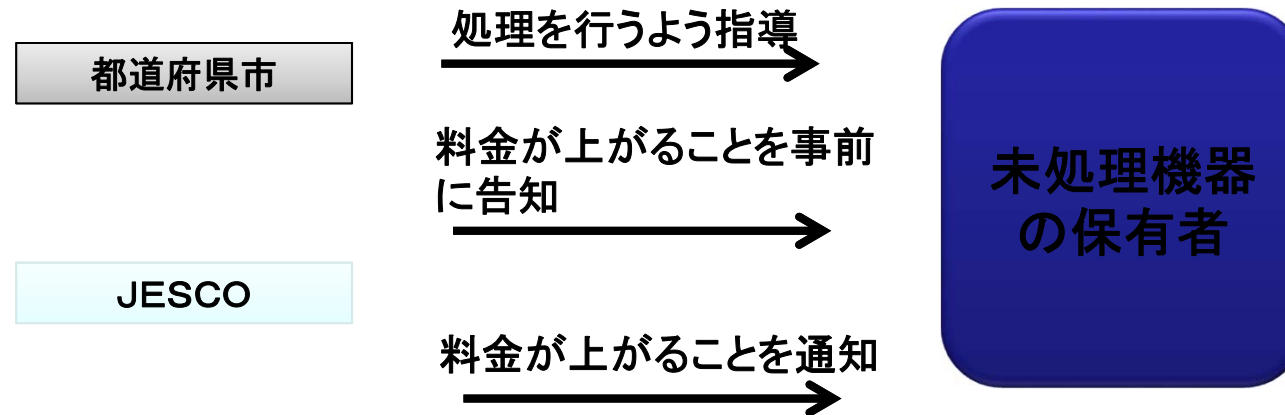 処理を行うよう指導
都道府県市
料金が上がることを事前
に告知
未処理機器
の保有者
JESCO
料金が上がることを通知